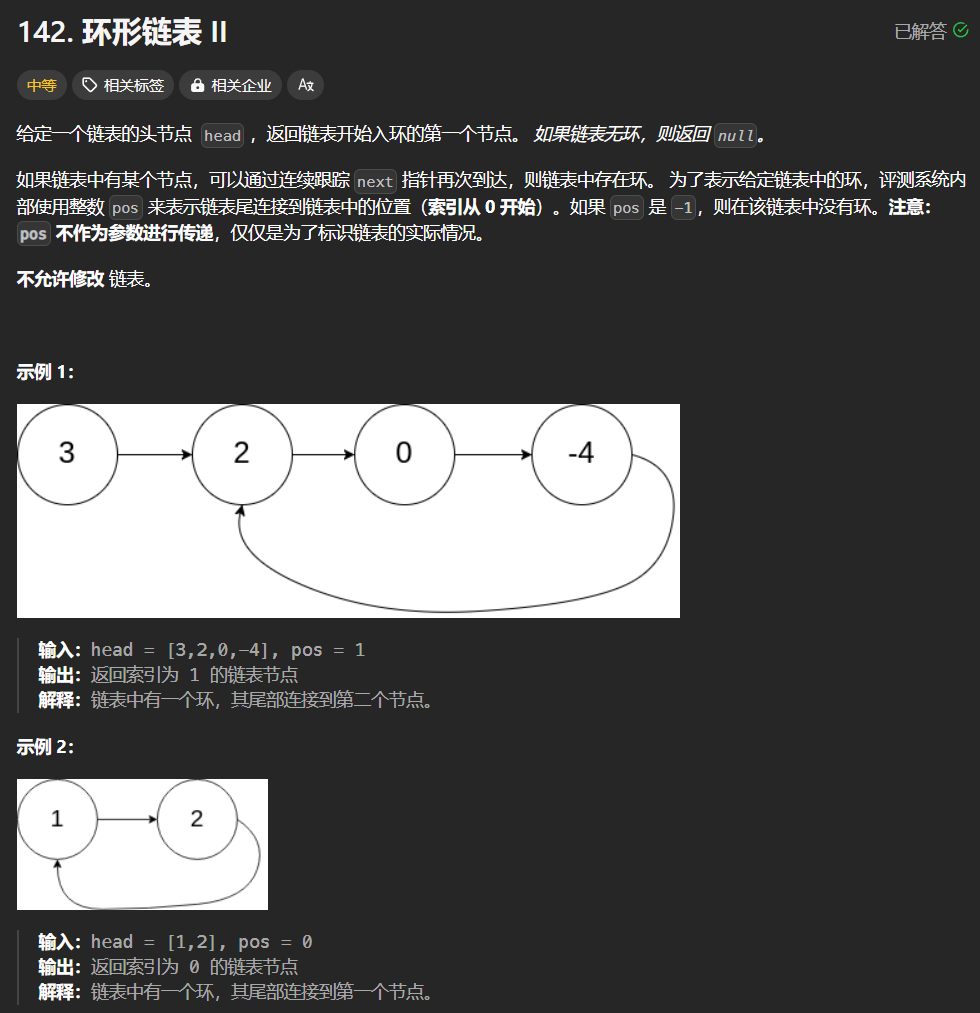 142. 环形链表 II
已解答
中等 相关标签 相关企业 Az
给定一个链表的头节点 head ，返回链表开始入环的第一个节点。 如果链表无环，则返回 null。
如果链表中有某个节点，可以通过连续跟踪 next 指针再次到达，则链表中存在环。 为了表示给定链表中的环，评测系统内
部使用整数 pos 来表示链表尾连接到链表中的位置（索引从 0 开始）。如果 pos 是 -1，则在该链表中没有环。注意：
pos 不作为参数进行传递，仅仅是为了标识链表的实际情况。
不允许修改 链表。
示例 1：
3 2 0 -4
输入：head = [3,2,0,-4], pos = 1
输出：返回索引为 1 的链表节点
解释：链表中有一个环，其尾部连接到第二个节点。
示例 2：
1 2
输入：head = [1,2], pos = 0
输出：返回索引为 0 的链表节点
解释：链表中有一个环，其尾部连接到第一个节点。